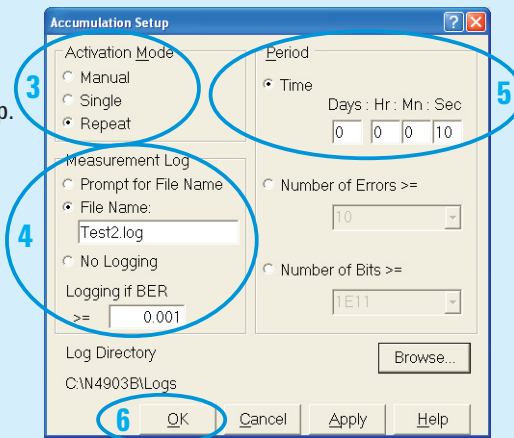 Accumulation Setup
Activation Mode
Manual
Single
Repeat
3
p.
Measurement Log
Prompt for File Name
File Name:
Test2.log
No Logging
Logging if BER
>= 0.001
4
Period
Time
Days : Hr : Mn : Sec
0 0 0 10
5
Number of Errors >=
10
Number of Bits >=
1E11
Log Directory
Browse...
C:\N4903B\Logs
6
OK Cancel Apply Help